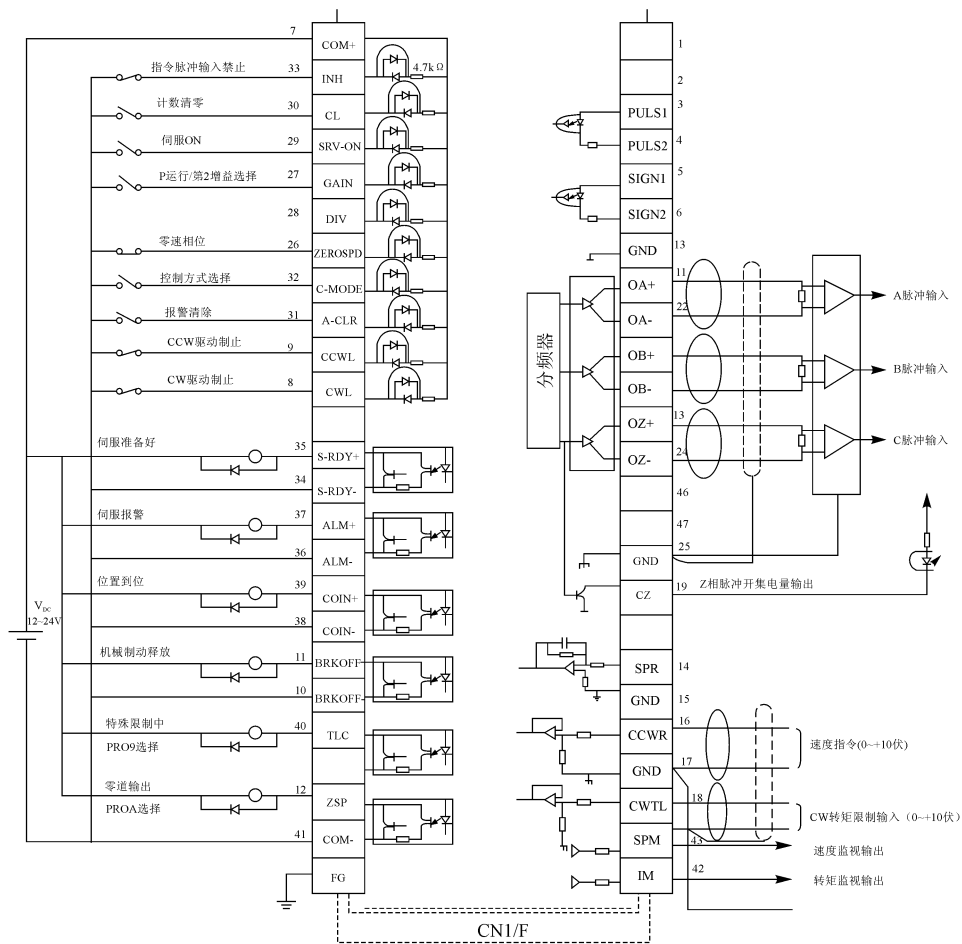 7 COM+
指令脉冲输入禁止 33 INH 4.7kΩ
计数清零 30 CL
伺服ON 29 SRV-ON
P运行/第2增益选择 27 GAIN
28 DIV
零速相位 26 ZEROSPD
控制方式选择 32 C-MODE
报警清除 31 A-CLR
CCW驱动制止 9 CCWL
CW驱动制止 8 CWL
伺服准备好 35 S-RDY+
34 S-RDY-
伺服报警 37 ALM+
36 ALM-
位置到位 39 COIN+
38 COIN-
VDC
12~24V
机械制动释放 11 BRKOFF
10 BRKOFF-
特殊限制中 40 TLC
PRO9选择
零道输出 12 ZSP
PROA选择
41 COM-
FG
1
2
PULS1 3
PULS2 4
SIGN1 5
SIGN2 6
GND 13
OA+ 11
OA- 22
A脉冲输入
分频器
OB+
OB-
B脉冲输入
OZ+ 13
OZ- 24
C脉冲输入
46
47
GND 25
CZ 19 Z相脉冲开集电量输出
SPR 14
GND 15
CCWR 16
速度指令(0~+10伏)
GND 17
CWTL 18
CW转矩限制输入（0~+10伏）
SPM 43 速度监视输出
IM 42 转矩监视输出
CN1/F